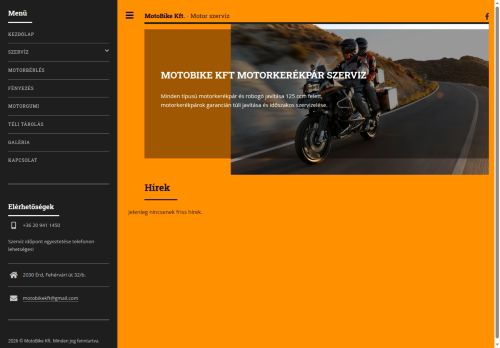 Menü
KEZDŐLAP
SZERVÍZ
MOTORBÉRLÉS
FÉNYEZÉS
MOTORGUMI
TÉLI TÁROLÁS
GALÉRIA
KAPCSOLAT
Elérhetőségek
+36 20 941 1450
Szervíz időpont egyeztetése telefonon
lehetséges!
2030 Érd, Fehérvári út 32/b.
motobikekft@gmail.com
2026 © MotoBike Kft. Minden jog fenntartva.
MotoBike Kft. - Motor szervíz
MOTOBIKE KFT MOTORKERÉKPÁR SZERVIZ
Minden típusú motorkerékpár és robogó javítása 125 ccm felett,
motorkerékpárok garancián túli javítása és időszakos szervizelése.
Hírek
Jelenleg nincsenek friss hírek.